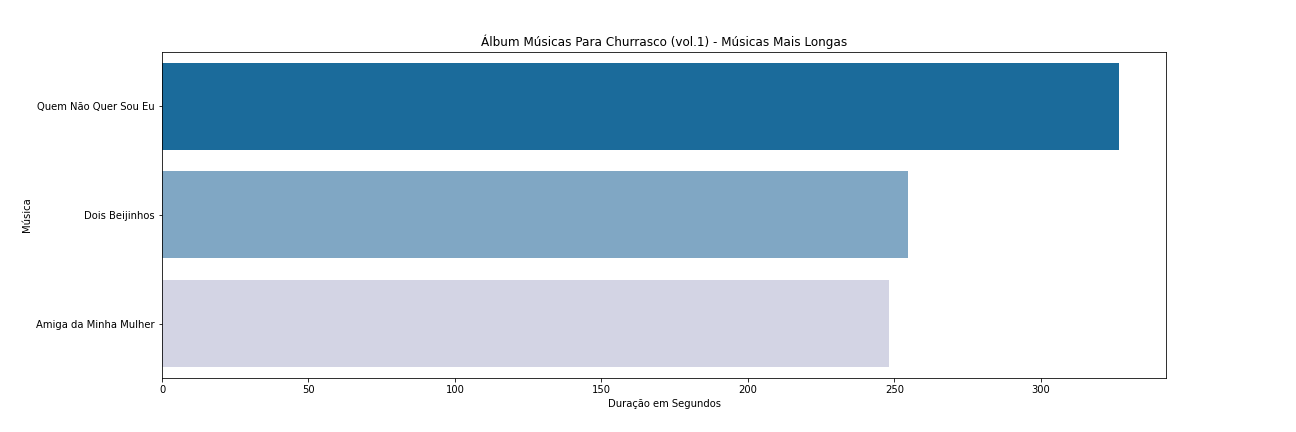 Álbum Músicas Para Churrasco (vol.1) - Músicas Mais Longas
Quem Não Quer Sou Eu
Dois Beijinhos
Amiga da Minha Mulher
Música
0 50 100 150 200 250 300
Duração em Segundos